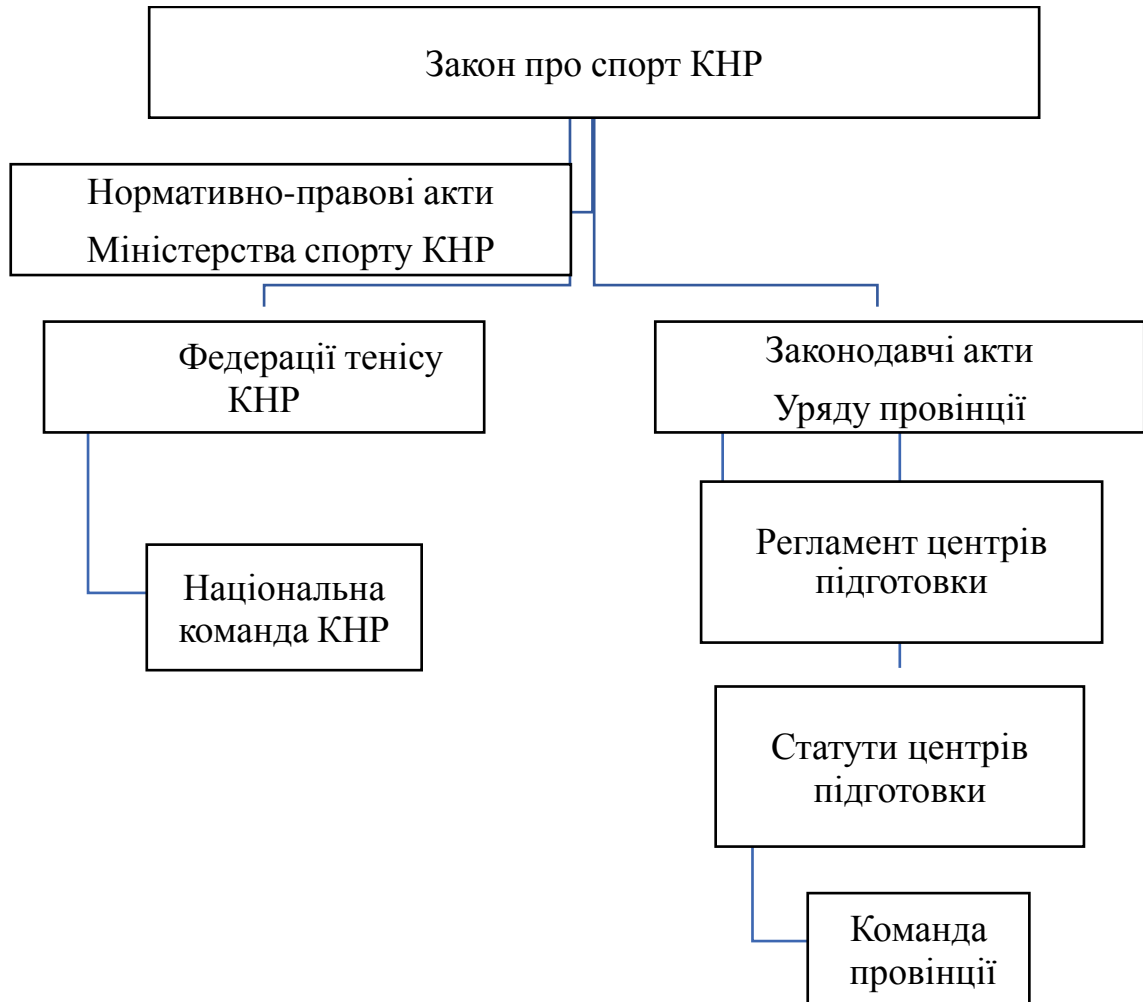 Закон про спорт КНР
Нормативно-правові акти
Міністерства спорту КНР
Федерації тенісу
КНР
Законодавчі акти
Уряду провінції
Національна
команда КНР
Регламент центрів
підготовки
Статути центрів
підготовки
Команда
провінції